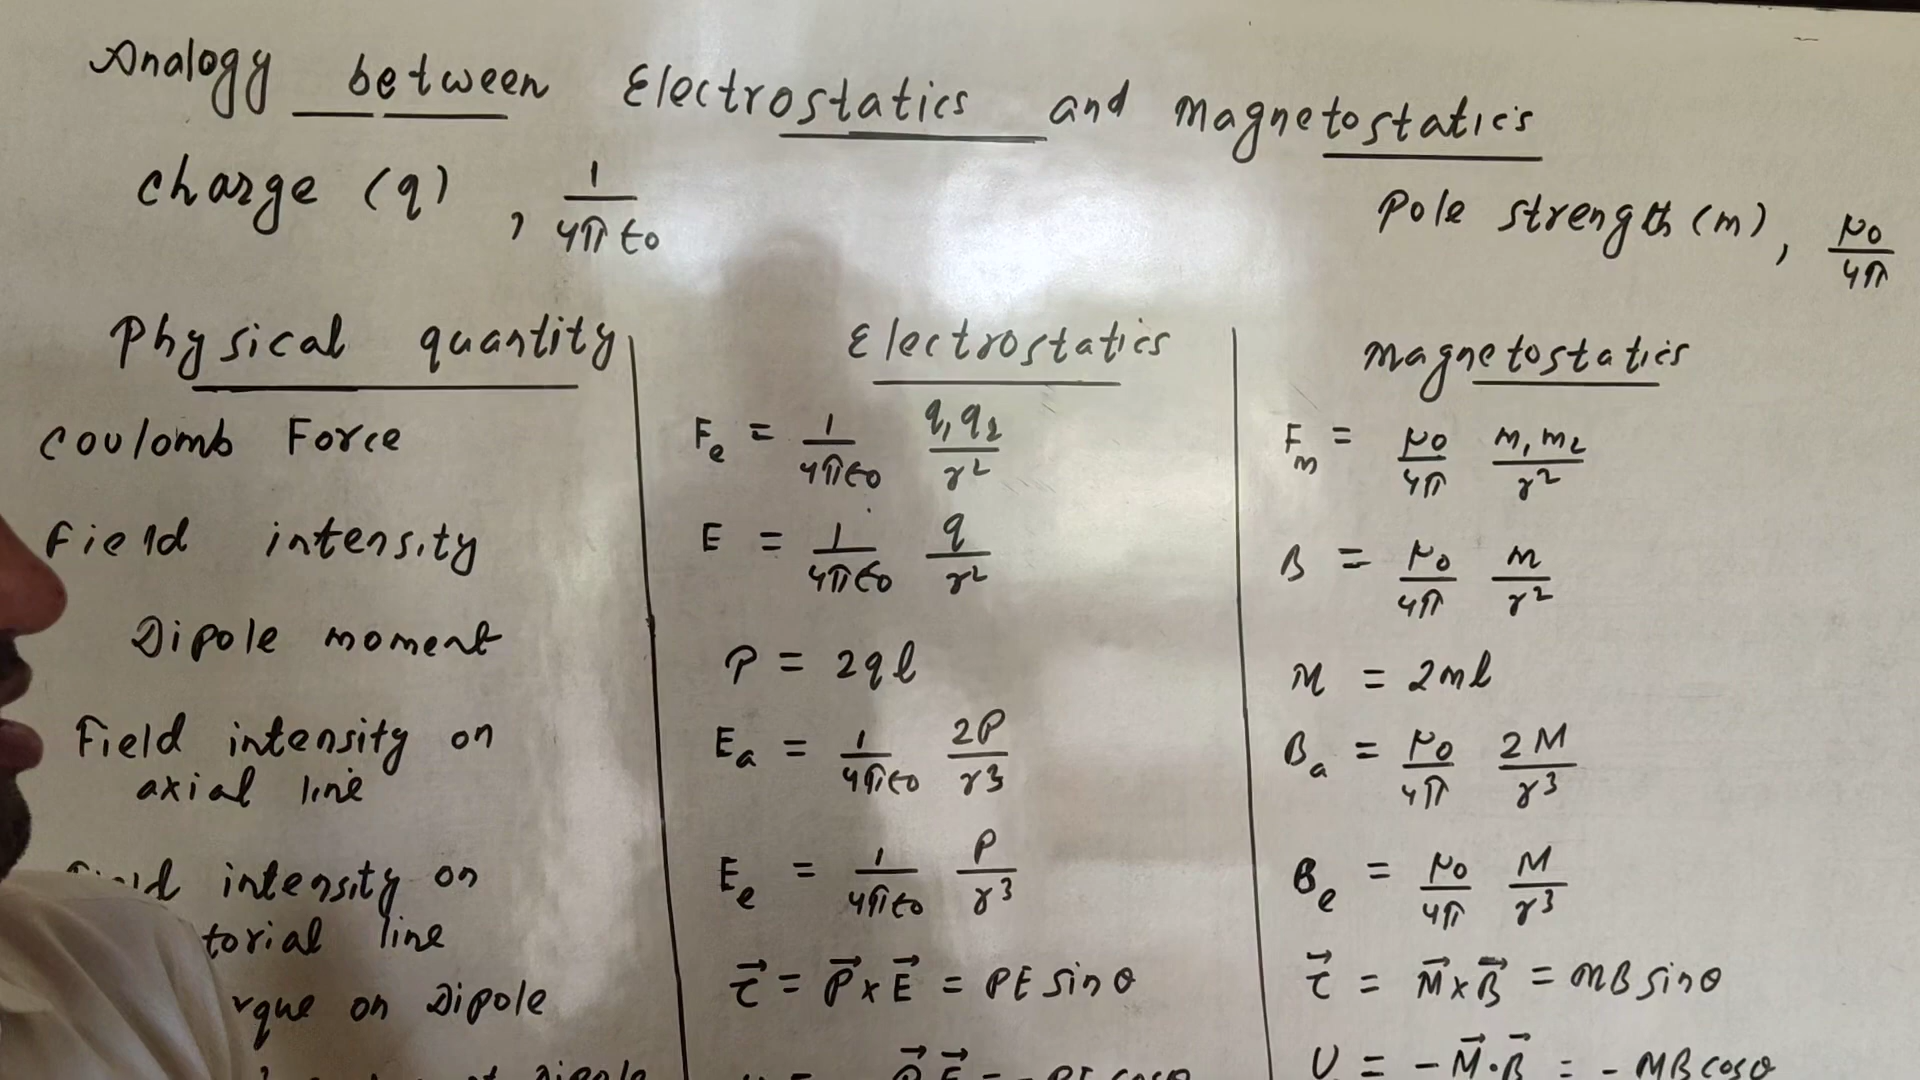 Analogy between Electrostatics and Magnetostatics
charge (q), 1/4πε0
Pole strength (m), μ0/4π
Physical quantity Electrostatics Magnetostatics
Coulomb Force Fe = 1/4πε0 q1q2/r² Fm = μ0/4π m1m2/r²
Field intensity E = 1/4πε0 q/r² B = μ0/4π m/r²
Dipole moment P = 2ql M = 2ml
Field intensity on Ea = 1/4πε0 2P/r³ Ba = μ0/4π 2M/r³
axial line
intensity on Ee = 1/4πε0 P/r³ Be = μ0/4π M/r³
torial line
rque on Dipole τ⃗ = P⃗ × E⃗ = PE sinθ τ⃗ = M⃗ × B⃗ = MB sinθ
Dipole U = - M⃗ · B⃗ = - MB cosθ